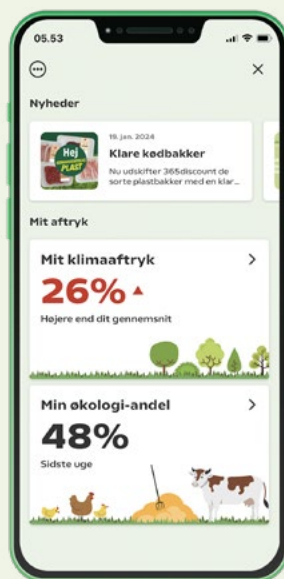 05.53
Nyheder
19. jan. 2024
Klare kødbakker
Nu udskifter 365discount de
sorte plastbakker med en klar...
Hej
PLAST
Mit aftryk
Mit klimaaftryk
26%
Højere end dit gennemsnit
Min økologi-andel
48%
Sidste uge